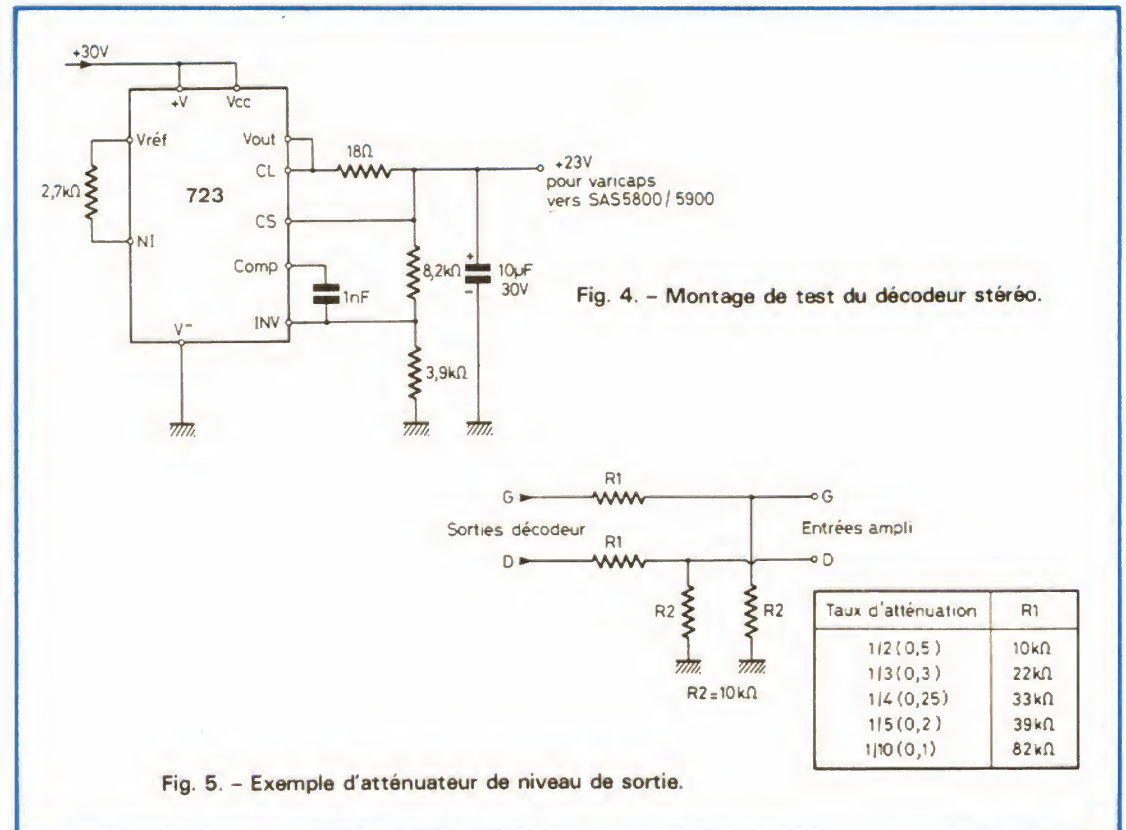 +30V
+V
Vcc
Vréf
Vout
18Ω
CL
+23V
pour varicaps
vers SAS5800/5900
2,7kΩ
723
CS
NI
Comp
8,2kΩ
10µF
30V
+
-
1nF
INV
V-
3,9kΩ
Fig. 4. – Montage de test du décodeur stéréo.
G
R1
G
Sorties décodeur
Entrées ampli
D
R1
D
R2
R2
R2=10kΩ
Taux d'atténuation R1
1/2(0,5) 10kΩ
1/3(0,3) 22kΩ
1/4(0,25) 33kΩ
1/5(0,2) 39kΩ
1/10(0,1) 82kΩ
Fig. 5. – Exemple d'atténuateur de niveau de sortie.